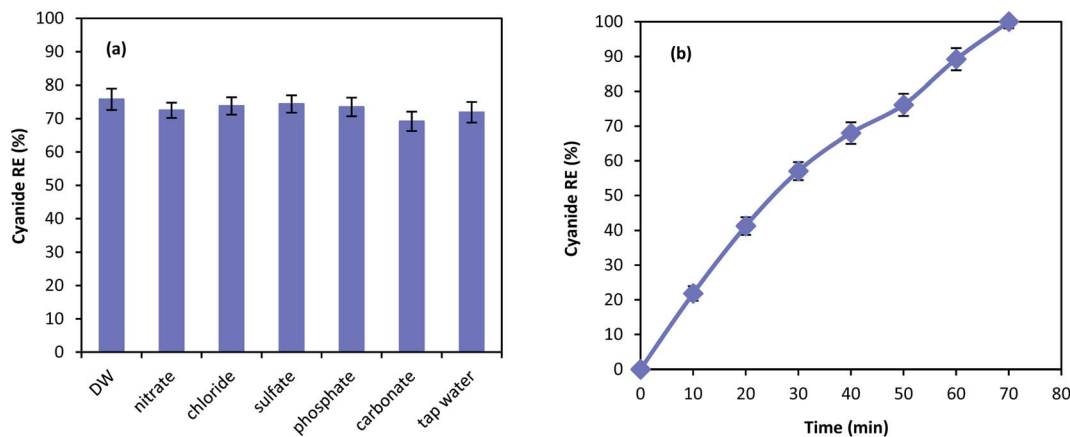 (a)
Cyanide RE (%)
100
90
80
70
60
50
40
30
20
10
0
DW
nitrate
chloride
sulfate
phosphate
carbonate
tap water
(b)
Cyanide RE (%)
100
90
80
70
60
50
40
30
20
10
0
0 10 20 30 40 50 60 70 80
Time (min)